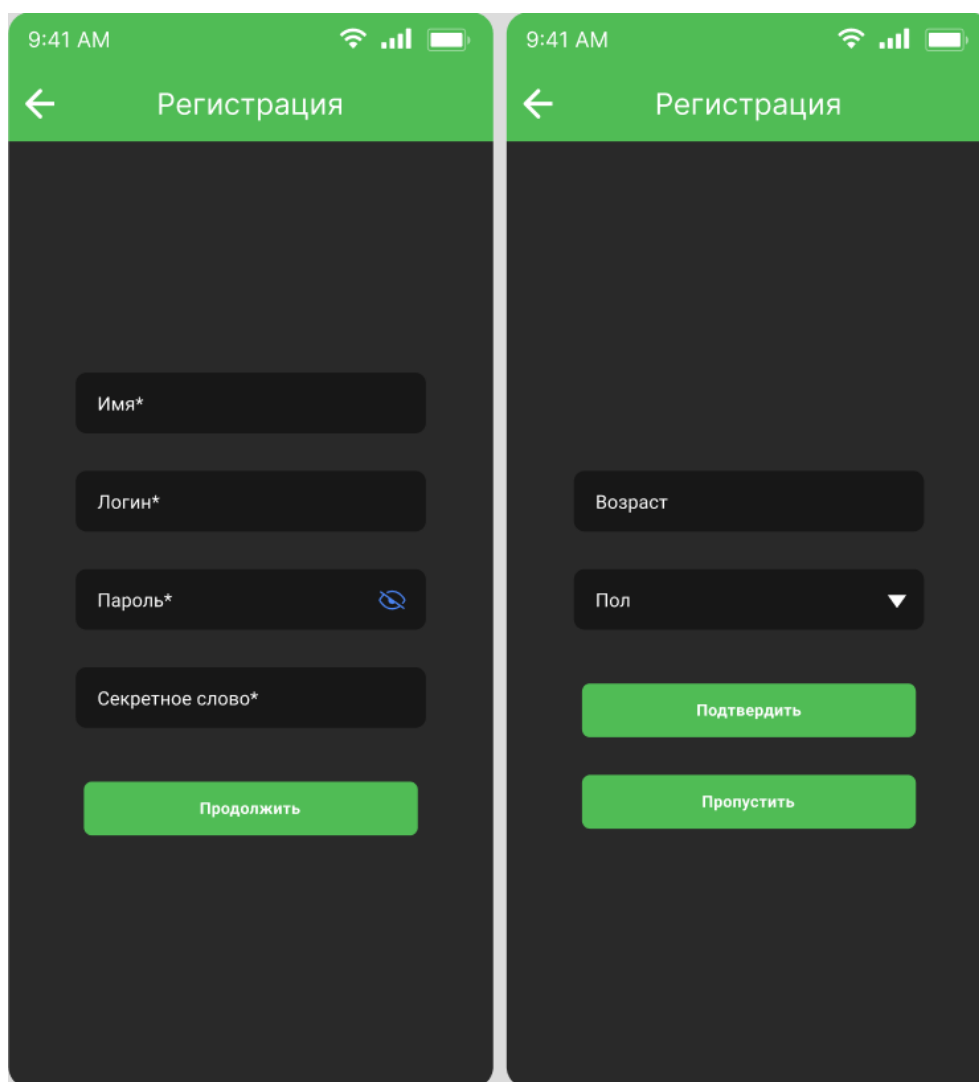 9:41 AM
Регистрация
Имя*
Логин*
Пароль*
Секретное слово*
Продолжить
9:41 AM
Регистрация
Возраст
Пол
Подтвердить
Пропустить